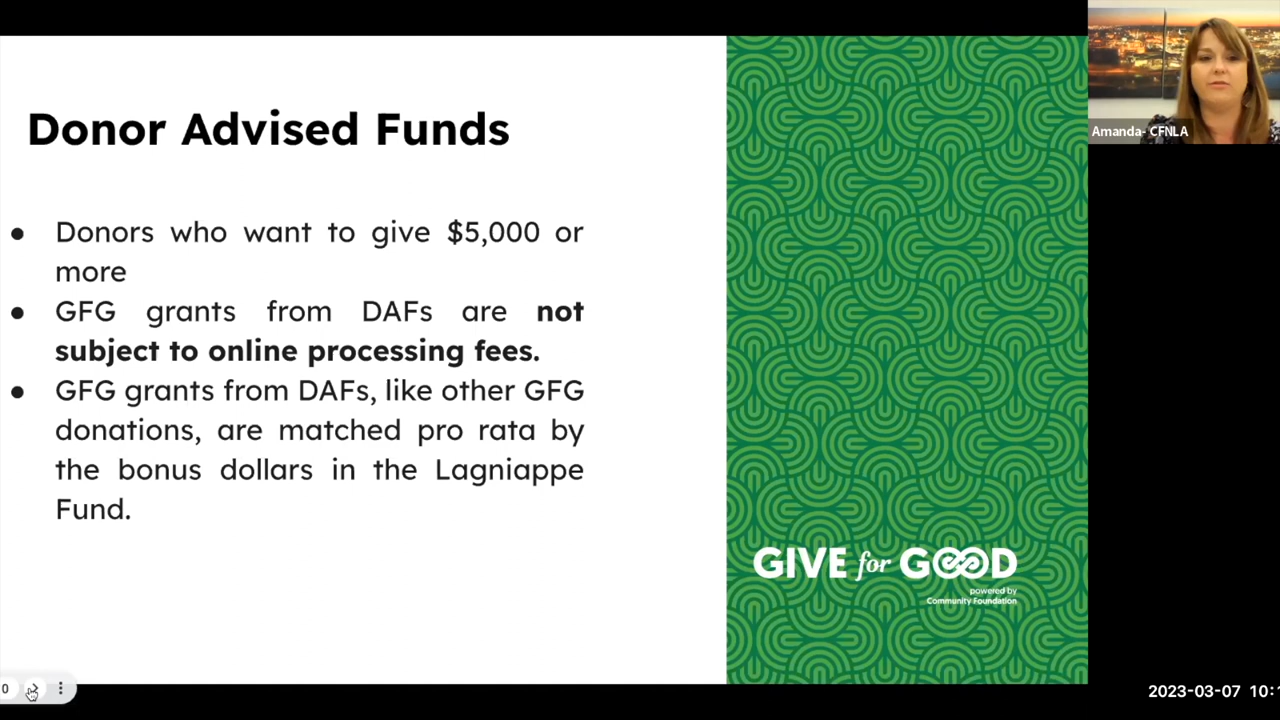 Donor Advised Funds
● Donors who want to give $5,000 or
more
● GFG grants from DAFs are not
subject to online processing fees.
● GFG grants from DAFs, like other GFG
donations, are matched pro rata by
the bonus dollars in the Lagniappe
Fund.
GIVE for GOOD
powered by
Community Foundation
Amanda- CFNLA
0
2023-03-07 10: